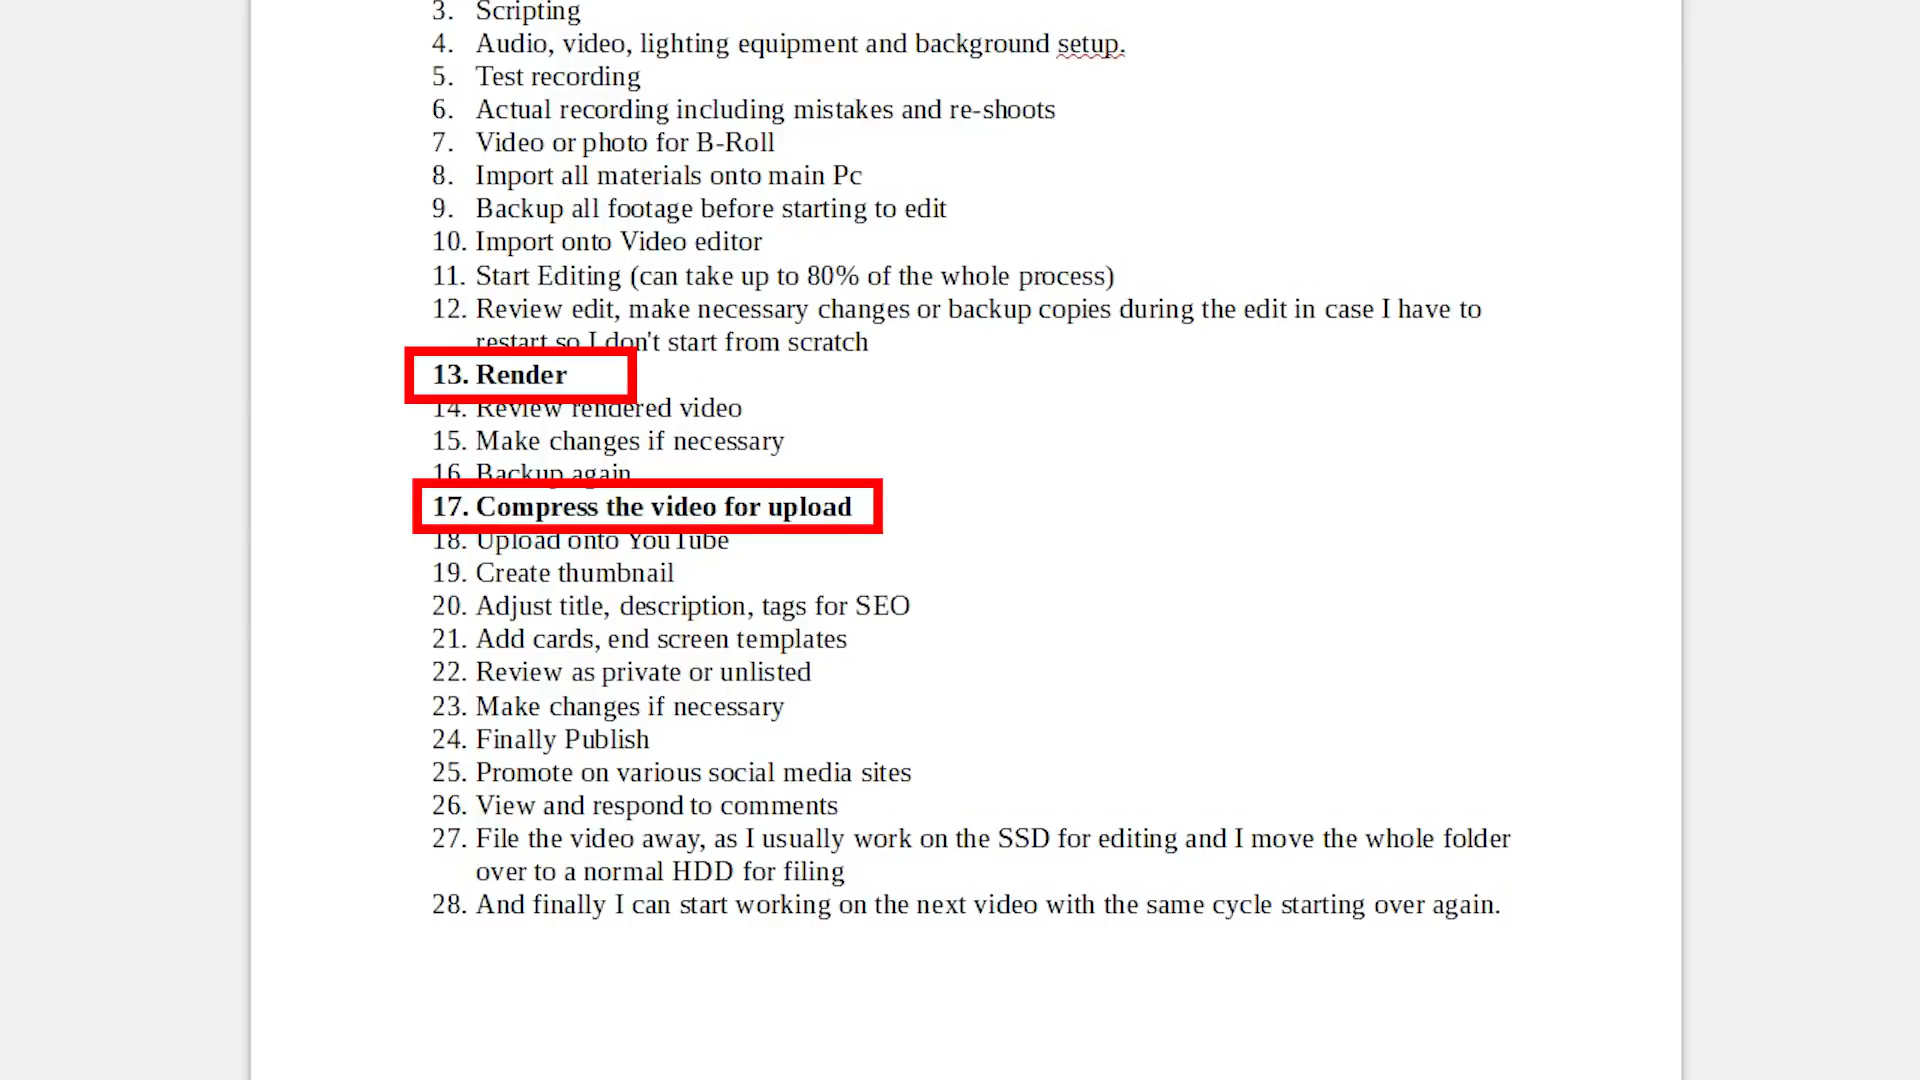 3. Scripting
4. Audio, video, lighting equipment and background setup.
5. Test recording
6. Actual recording including mistakes and re-shoots
7. Video or photo for B-Roll
8. Import all materials onto main Pc
9. Backup all footage before starting to edit
10. Import onto Video editor
11. Start Editing (can take up to 80% of the whole process)
12. Review edit, make necessary changes or backup copies during the edit in case I have to
restart so I don't start from scratch
13. Render
14. Review rendered video
15. Make changes if necessary
16. Backup again
17. Compress the video for upload
18. Upload onto YouTube
19. Create thumbnail
20. Adjust title, description, tags for SEO
21. Add cards, end screen templates
22. Review as private or unlisted
23. Make changes if necessary
24. Finally Publish
25. Promote on various social media sites
26. View and respond to comments
27. File the video away, as I usually work on the SSD for editing and I move the whole folder
over to a normal HDD for filing
28. And finally I can start working on the next video with the same cycle starting over again.